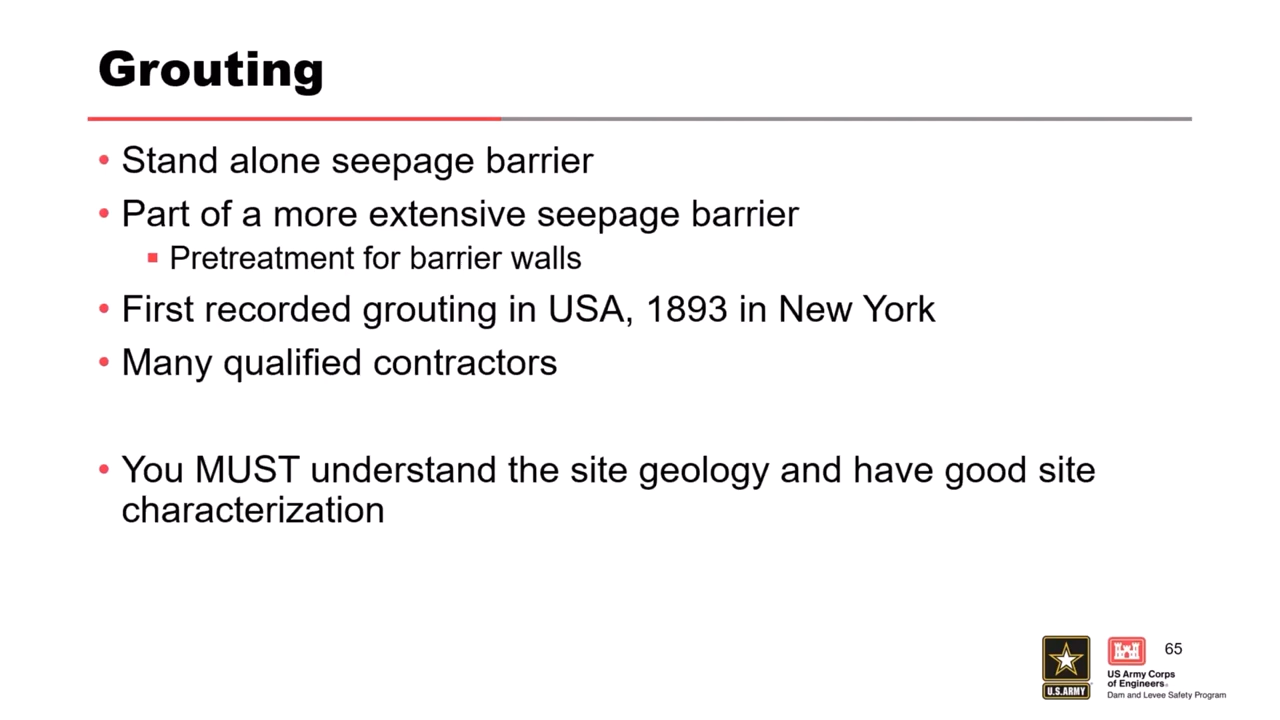 Grouting
• Stand alone seepage barrier
• Part of a more extensive seepage barrier
▪ Pretreatment for barrier walls
• First recorded grouting in USA, 1893 in New York
• Many qualified contractors
• You MUST understand the site geology and have good site
characterization
65
U.S.ARMY
US Army Corps
of Engineers®
Dam and Levee Safety Program